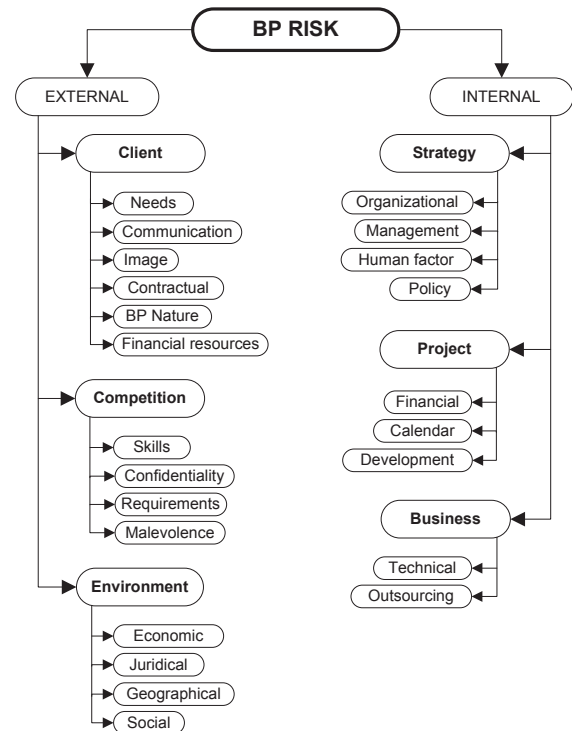 BP RISK
EXTERNAL
Client
Needs
Communication
Image
Contractual
BP Nature
Financial resources
Competition
Skills
Confidentiality
Requirements
Malevolence
Environment
Economic
Juridical
Geographical
Social
INTERNAL
Strategy
Organizational
Management
Human factor
Policy
Project
Financial
Calendar
Development
Business
Technical
Outsourcing